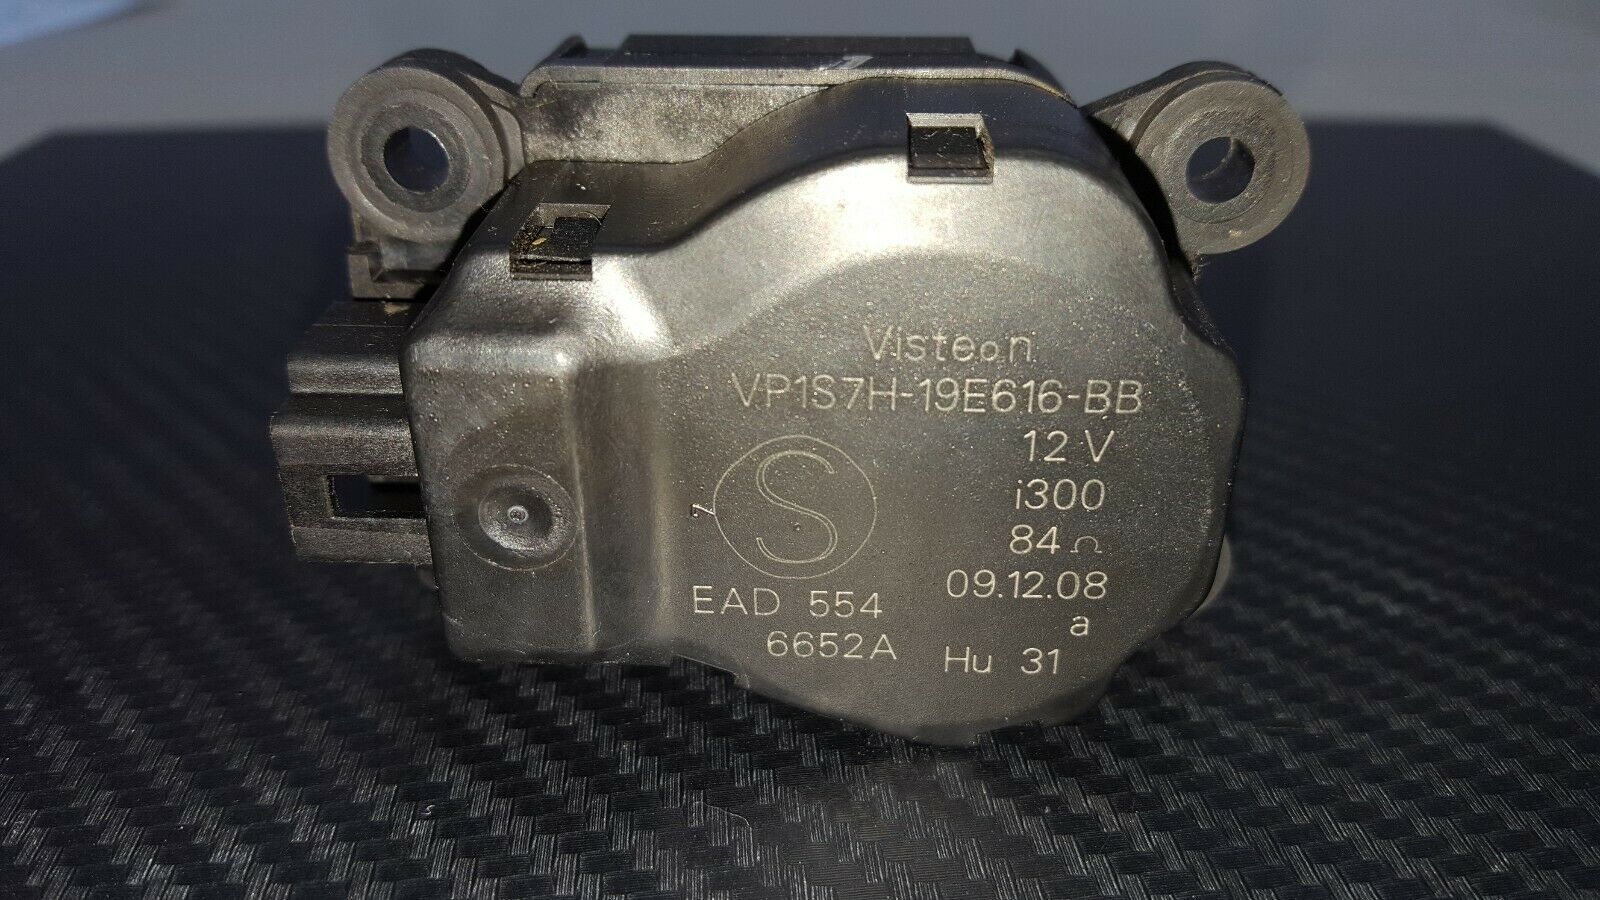 Visteon
VP1S7H-19E616-BB
12 V
i300
84 Ω
09.12.08
a
Hu 31
S
EAD 554
6652A